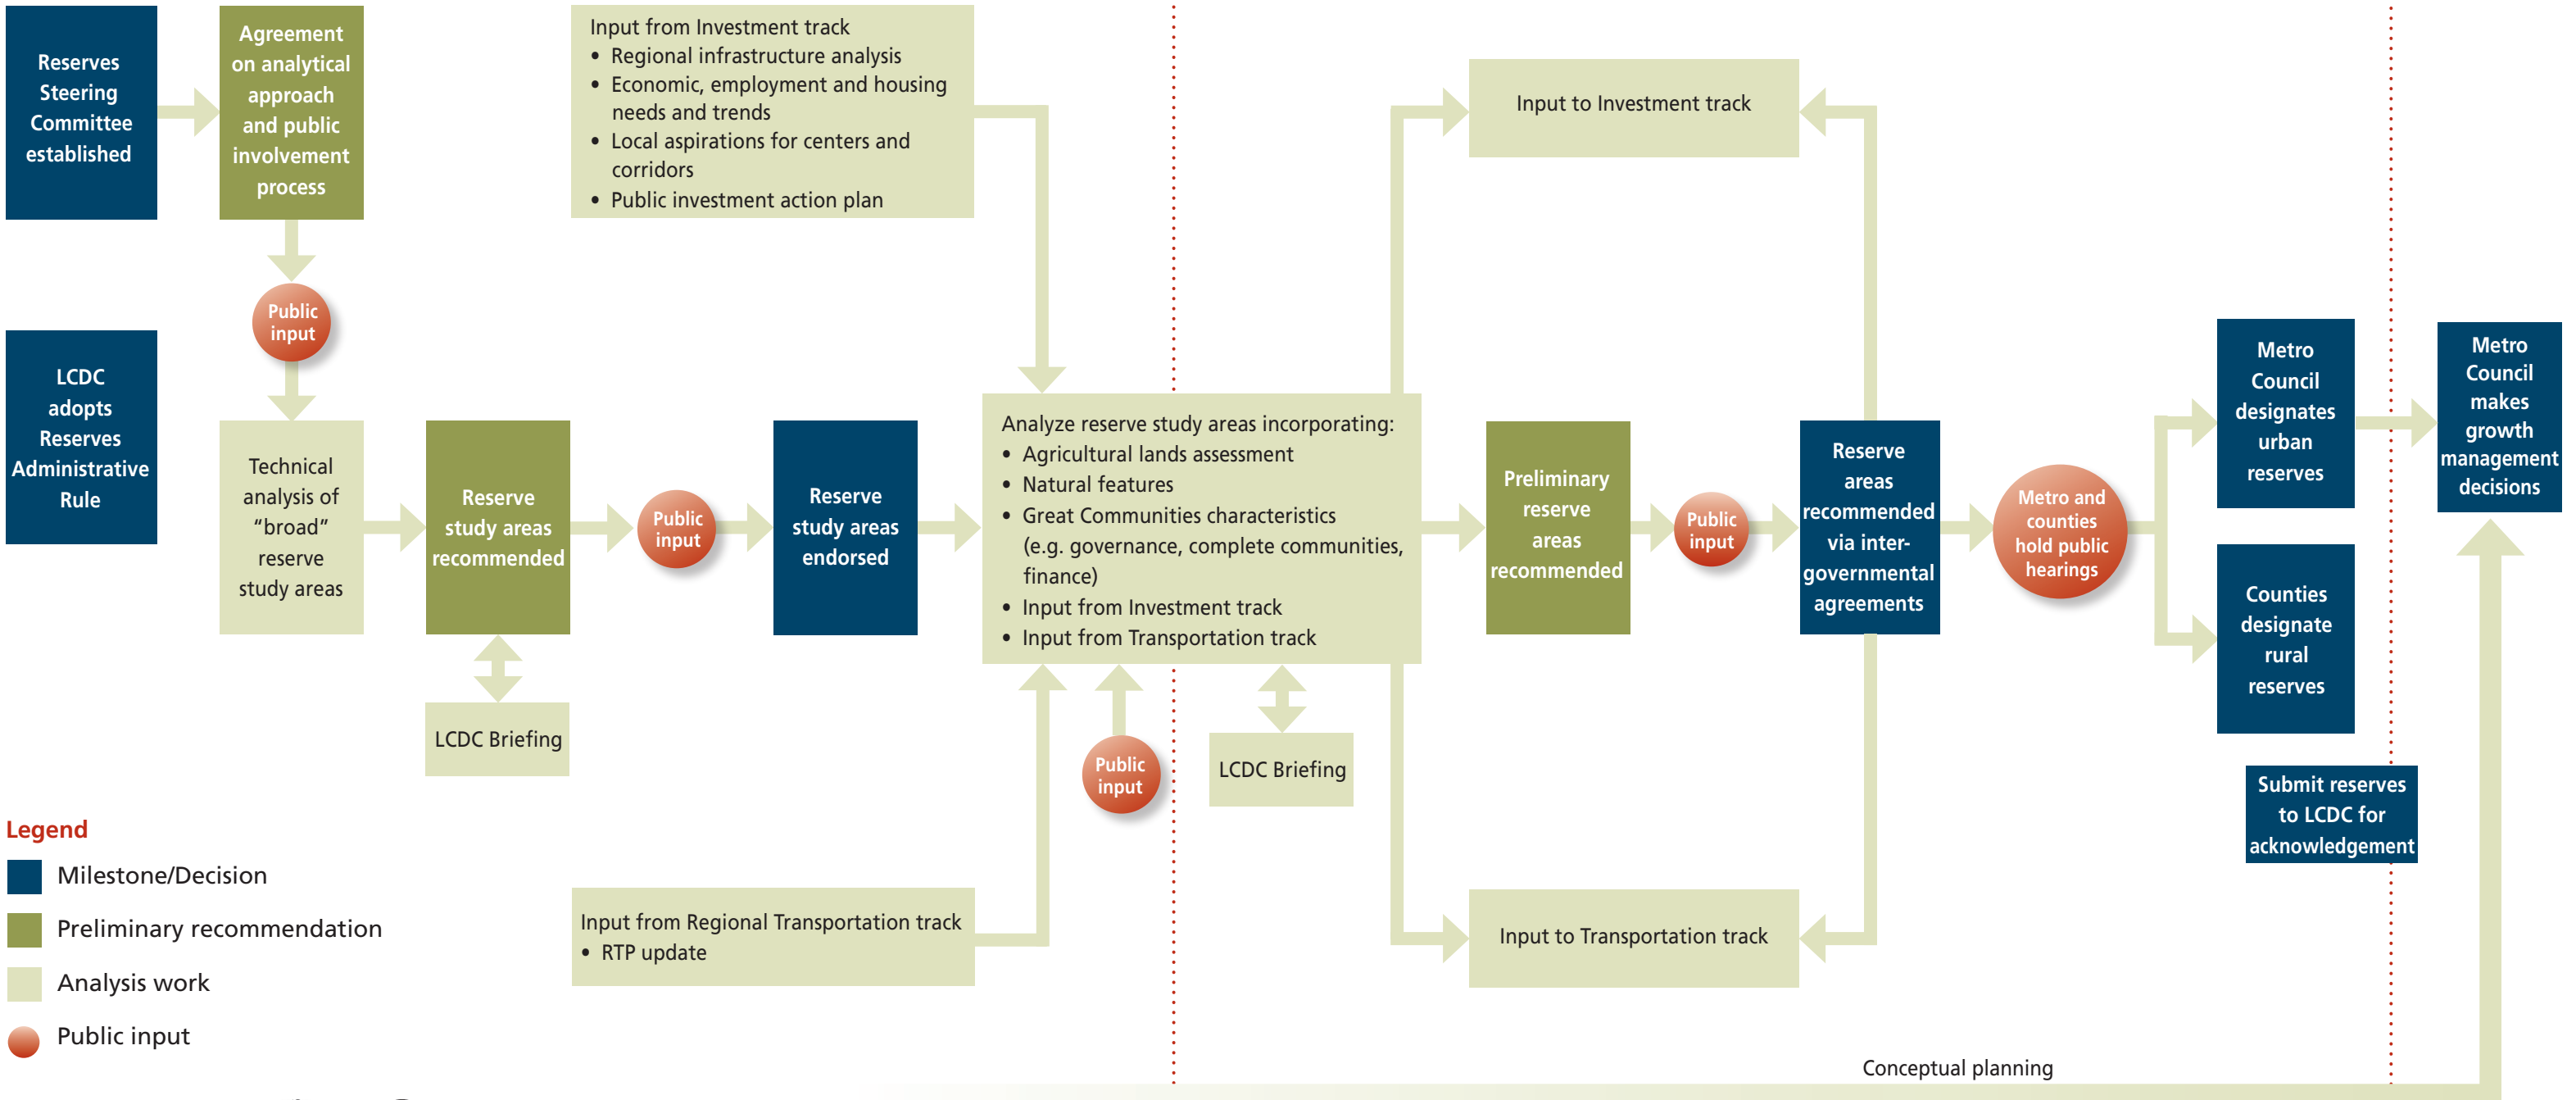 Reserves
Steering
Committee
established
Agreement
on analytical
approach
and public
involvement
process
Input from Investment track
• Regional infrastructure analysis
• Economic, employment and housing
needs and trends
• Local aspirations for centers and
corridors
• Public investment action plan
Input to Investment track
Public
input
LCDC
adopts
Reserves
Administrative
Rule
Technical
analysis of
“broad”
reserve
study areas
Reserve
study areas
recommended
Public
input
Reserve
study areas
endorsed
Analyze reserve study areas incorporating:
• Agricultural lands assessment
• Natural features
• Great Communities characteristics
(e.g. governance, complete communities,
finance)
• Input from Investment track
• Input from Transportation track
Preliminary
reserve
areas
recommended
Public
input
Reserve
areas
recommended
via inter-
governmental
agreements
Metro and
counties
hold public
hearings
Metro
Council
designates
urban
reserves
Metro
Council
makes
growth
management
decisions
Counties
designate
rural
reserves
LCDC Briefing
Public
input
LCDC Briefing
Submit reserves
to LCDC for
acknowledgement
Legend
Milestone/Decision
Preliminary recommendation
Analysis work
Public input
Input from Regional Transportation track
• RTP update
Input to Transportation track
Conceptual planning